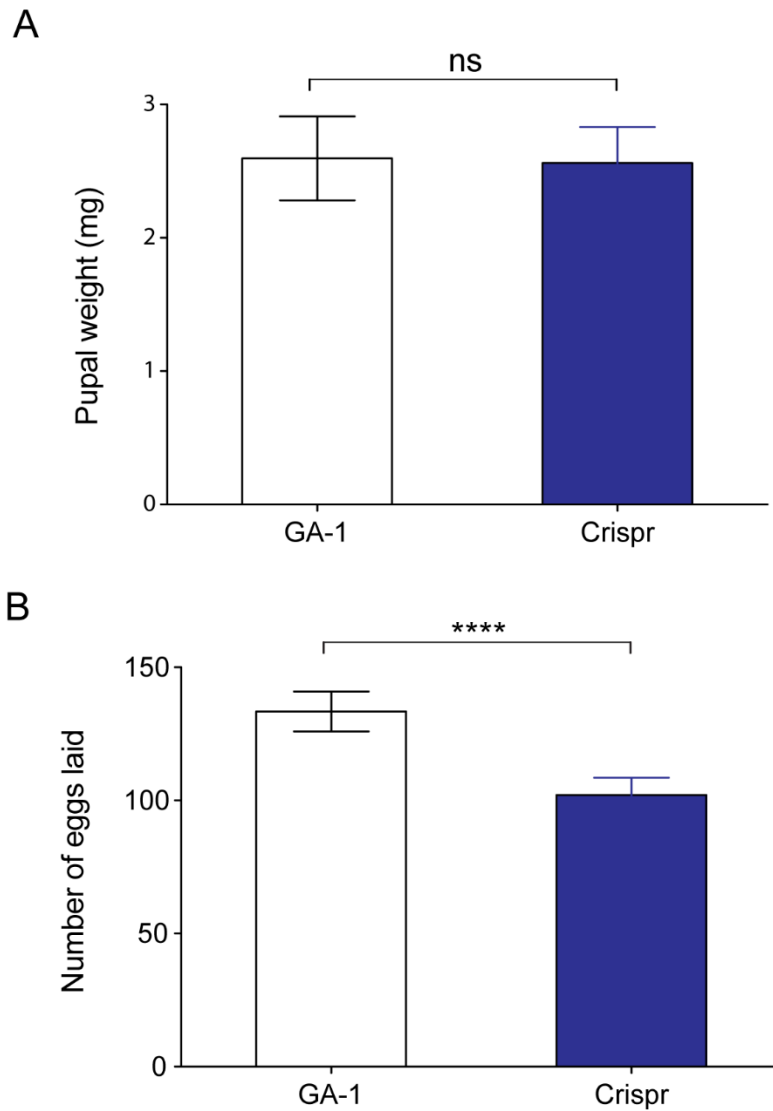 A
ns
3
2
1
0
Pupal weight (mg)
GA-1 Crispr
B
****
150
100
50
0
Number of eggs laid
GA-1 Crispr